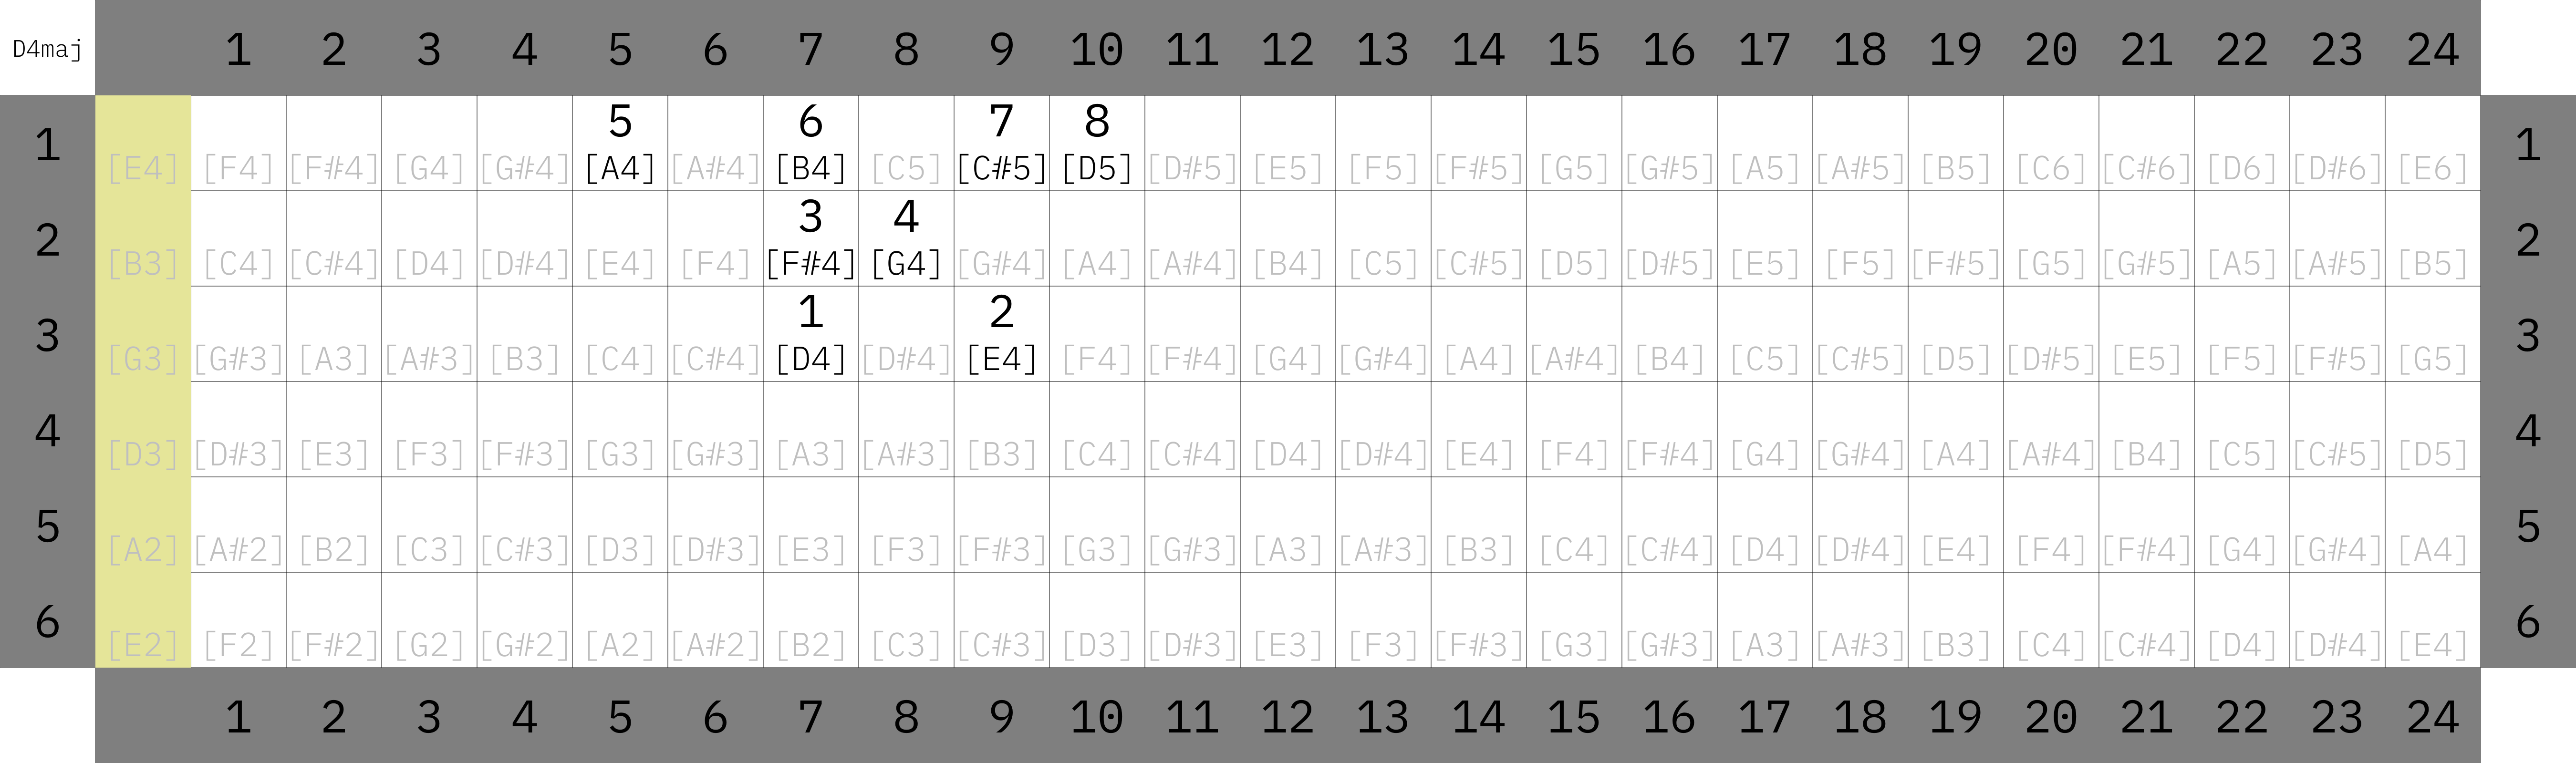 D4maj 1 2 3 4 5 6 7 8 9 10 11 12 13 14 15 16 17 18 19 20 21 22 23 24
5 6 7 8
1 [E4] [F4] [F#4] [G4] [G#4] [A4] [A#4] [B4] [C5] [C#5] [D5] [D#5] [E5] [F5] [F#5] [G5] [G#5] [A5] [A#5] [B5] [C6] [C#6] [D6] [D#6] [E6] 1
3 4
2 [B3] [C4] [C#4] [D4] [D#4] [E4] [F4] [F#4] [G4] [G#4] [A4] [A#4] [B4] [C5] [C#5] [D5] [D#5] [E5] [F5] [F#5] [G5] [G#5] [A5] [A#5] [B5] 2
1 2
3 [G3] [G#3] [A3] [A#3] [B3] [C4] [C#4] [D4] [D#4] [E4] [F4] [F#4] [G4] [G#4] [A4] [A#4] [B4] [C5] [C#5] [D5] [D#5] [E5] [F5] [F#5] [G5] 3
4 [D3] [D#3] [E3] [F3] [F#3] [G3] [G#3] [A3] [A#3] [B3] [C4] [C#4] [D4] [D#4] [E4] [F4] [F#4] [G4] [G#4] [A4] [A#4] [B4] [C5] [C#5] [D5] 4
5 [A2] [A#2] [B2] [C3] [C#3] [D3] [D#3] [E3] [F3] [F#3] [G3] [G#3] [A3] [A#3] [B3] [C4] [C#4] [D4] [D#4] [E4] [F4] [F#4] [G4] [G#4] [A4] 5
6 [E2] [F2] [F#2] [G2] [G#2] [A2] [A#2] [B2] [C3] [C#3] [D3] [D#3] [E3] [F3] [F#3] [G3] [G#3] [A3] [A#3] [B3] [C4] [C#4] [D4] [D#4] [E4] 6
1 2 3 4 5 6 7 8 9 10 11 12 13 14 15 16 17 18 19 20 21 22 23 24